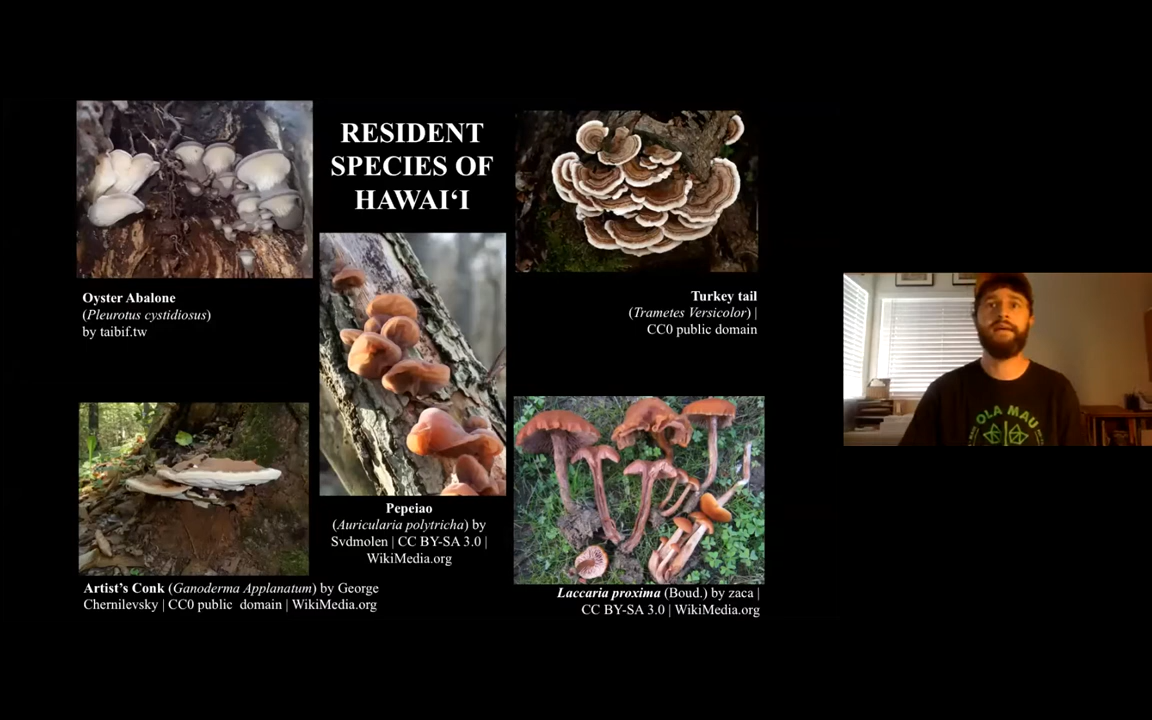 RESIDENT
SPECIES OF
HAWAI‘I
Oyster Abalone
(Pleurotus cystidiosus)
by taibif.tw
Turkey tail
(Trametes Versicolor) |
CC0 public domain
Pepeiao
(Auricularia polytricha) by
Svdmolen | CC BY-SA 3.0 |
WikiMedia.org
Artist’s Conk (Ganoderma Applanatum) by George
Chernilevsky | CC0 public domain | WikiMedia.org
Laccaria proxima (Boud.) by zaca |
CC BY-SA 3.0 | WikiMedia.org
OLA MAU